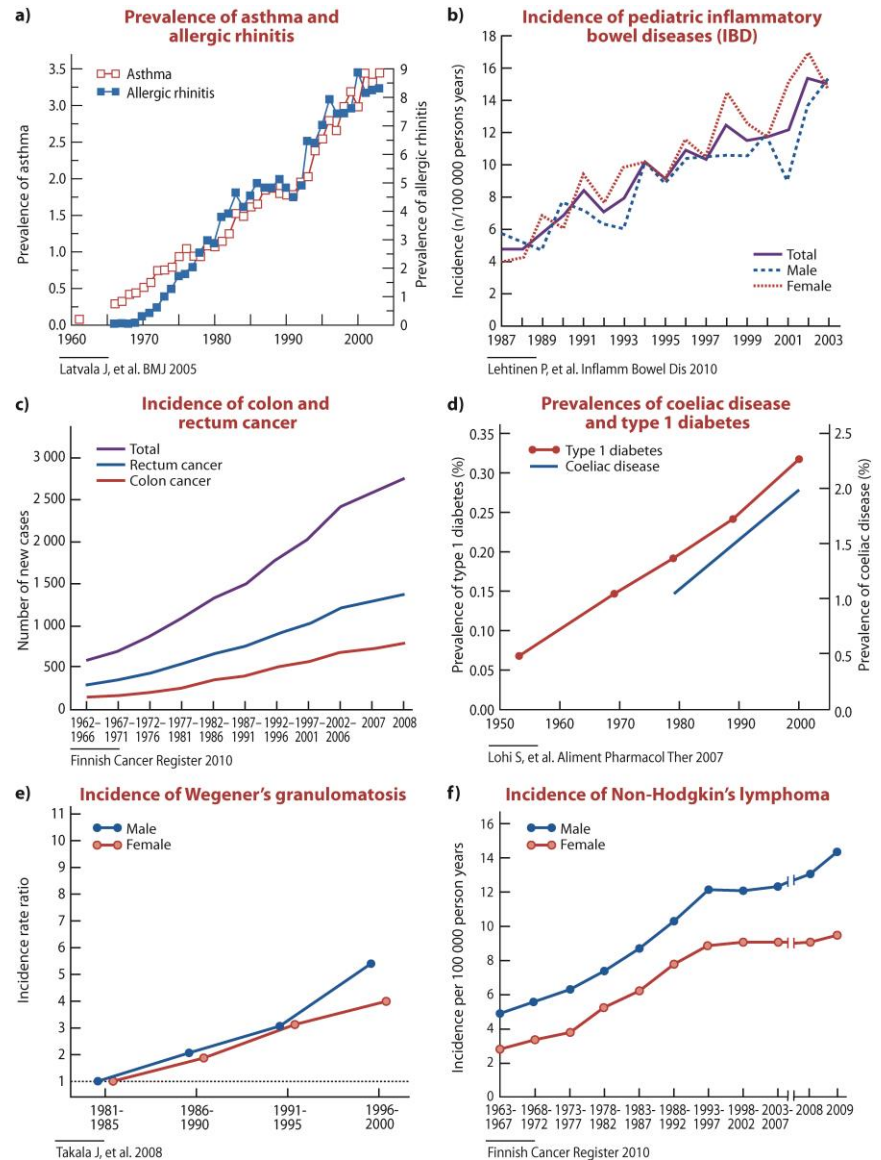 a) Prevalence of asthma and
allergic rhinitis
Asthma
Allergic rhinitis
Prevalence of asthma
3.5
3.0
2.5
2.0
1.5
1.0
0.5
0.0
Prevalence of allergic rhinitis
9
8
7
6
5
4
3
2
1
0
1960 1970 1980 1990 2000
Latvala J, et al. BMJ 2005
b) Incidence of pediatric inflammatory
bowel diseases (IBD)
Incidence (n/100 000 persons years)
18
16
14
12
10
8
6
4
2
0
Total
Male
Female
1987 1989 1991 1993 1995 1997 1999 2001 2003
Lehtinen P, et al. Inflamm Bowel Dis 2010
c) Incidence of colon and
rectum cancer
Total
Rectum cancer
Colon cancer
Number of new cases
3 000
2 500
2 000
1 500
1 000
500
0
1962– 1967– 1972– 1977– 1982– 1987– 1992– 1997– 2002– 2007 2008
1966 1971 1976 1981 1986 1991 1996 2001 2006
Finnish Cancer Register 2010
d) Prevalences of coeliac disease
and type 1 diabetes
Type 1 diabetes
Coeliac disease
Prevalence of type 1 diabetes (%)
0.35
0.30
0.25
0.20
0.15
0.10
0.05
0.00
Prevalence of coeliac disease (%)
2.5
2.0
1.5
1.0
0.5
0.0
1950 1960 1970 1980 1990 2000
Lohi S, et al. Aliment Pharmacol Ther 2007
e) Incidence of Wegener's granulomatosis
Male
Female
Incidence rate ratio
11
10
9
8
7
6
5
4
3
2
1
1981- 1986- 1991- 1996-
1985 1990 1995 2000
Takala J, et al. 2008
f) Incidence of Non-Hodgkin's lymphoma
Male
Female
Incidence per 100 000 person years
16
14
12
10
8
6
4
2
0
1963- 1968- 1973- 1978- 1983- 1988- 1993- 1998- 2003- 2008 2009
1967 1972 1977 1982 1987 1992 1997 2002 2007
Finnish Cancer Register 2010